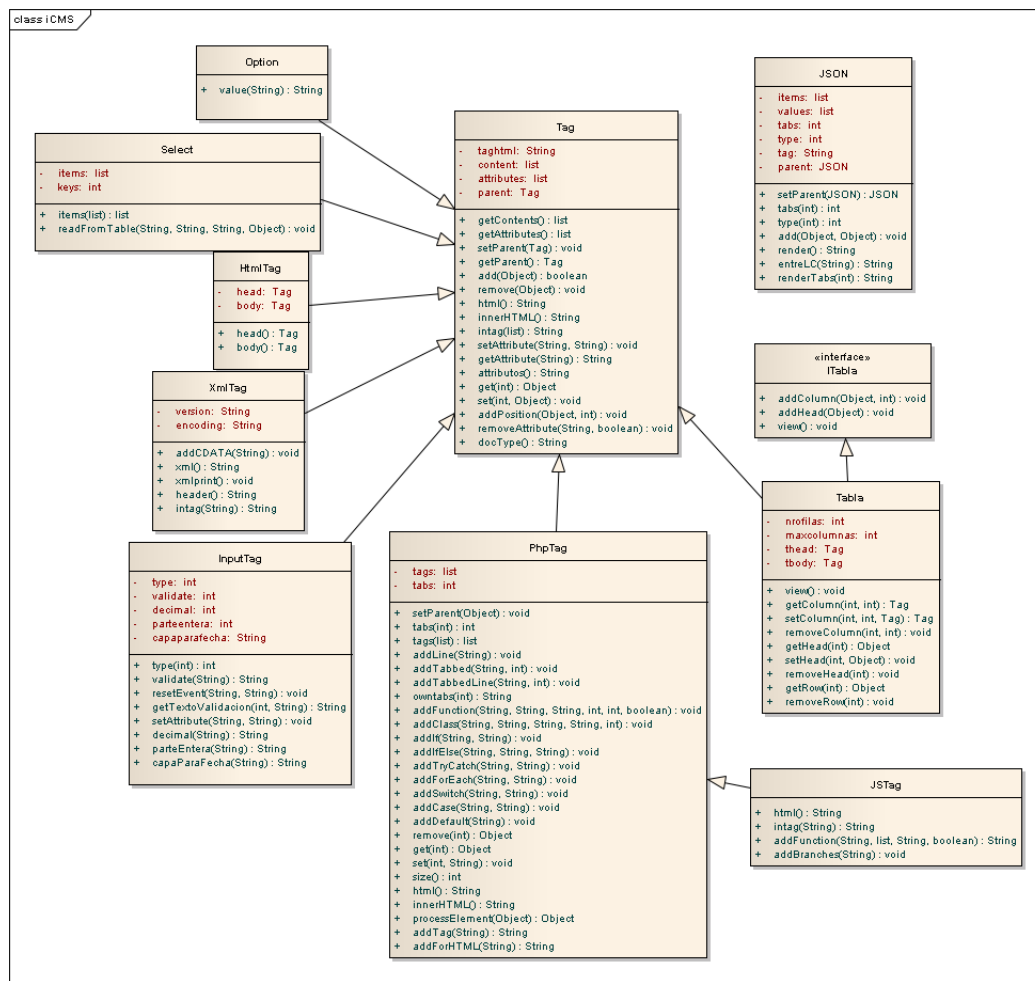 class iCMS
Option
+ value(String) : String
Select
- items: list
- keys: int
+ items(list) : list
+ readFromTable(String, String, String, Object) : void
HtmlTag
- head: Tag
- body: Tag
+ head() : Tag
+ body() : Tag
XmlTag
- version: String
- encoding: String
+ addCDATA(String) : void
+ xml() : String
+ xmlprint() : void
+ header() : String
+ intag(String) : String
InputTag
- type: int
- validate: int
- decimal: int
- parteentera: int
- capaparafecha: String
+ type(int) : int
+ validate(String) : String
+ resetEvent(String, String) : void
+ getTextoValidacion(int, String) : String
+ setAttribute(String, String) : void
+ decimal(String) : String
+ parteEntera(String) : String
+ capaParaFecha(String) : String
Tag
- taghtml: String
- content: list
- attributes: list
- parent: Tag
+ getContents() : list
+ getAttributes() : list
+ setParent(Tag) : void
+ getParent() : Tag
+ add(Object) : boolean
+ remove(Object) : void
+ html() : String
+ innerHTML() : String
+ intag(list) : String
+ setAttribute(String, String) : void
+ getAttribute(String) : String
+ attributos() : String
+ get(int) : Object
+ set(int, Object) : void
+ addPosition(Object, int) : void
+ removeAttribute(String, boolean) : void
+ docType() : String
PhpTag
- tags: list
- tabs: int
+ setParent(Object) : void
+ tabs(int) : int
+ tags(list) : list
+ addLine(String) : void
+ addTabbed(String, int) : void
+ addTabbedLine(String, int) : void
+ owntabs(int) : String
+ addFunction(String, String, String, int, int, boolean) : void
+ addClass(String, String, String, String, int) : void
+ addIf(String, String) : void
+ addIfElse(String, String, String) : void
+ addTryCatch(String, String) : void
+ addForEach(String, String) : void
+ addSwitch(String, String) : void
+ addCase(String, String) : void
+ addDefault(String) : void
+ remove(int) : Object
+ get(int) : Object
+ set(int, String) : void
+ size() : int
+ html() : String
+ innerHTML() : String
+ processElement(Object) : Object
+ addTag(String) : String
+ addForHTML(String) : String
JSON
- items: list
- values: list
- tabs: int
- type: int
- tag: String
- parent: JSON
+ setParent(JSON) : JSON
+ tabs(int) : int
+ type(int) : int
+ add(Object, Object) : void
+ render() : String
+ entreLC(String) : String
+ renderTabs(int) : String
«interface»
ITabla
+ addColumn(Object, int) : void
+ addHead(Object) : void
+ view() : void
Tabla
- nrofilas: int
- maxcolumnas: int
- thead: Tag
- tbody: Tag
+ view() : void
+ getColumn(int, int) : Tag
+ setColumn(int, int, Tag) : Tag
+ removeColumn(int, int) : void
+ getHead(int) : Object
+ setHead(int, Object) : void
+ removeHead(int) : void
+ getRow(int) : Object
+ removeRow(int) : void
JSTag
+ html() : String
+ intag(String) : String
+ addFunction(String, list, String, boolean) : String
+ addBranches(String) : void